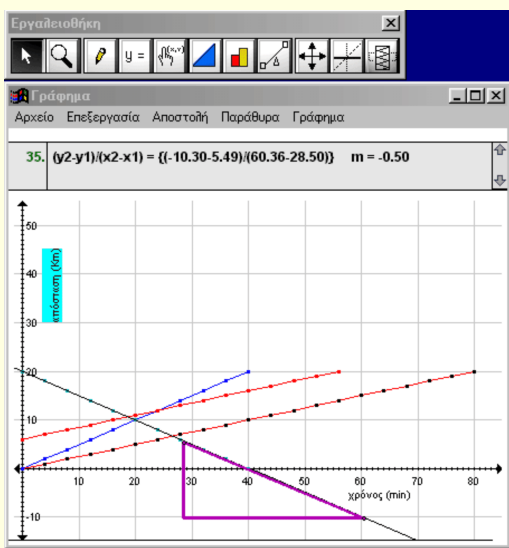 Εργαλειοθήκη
y = (x,y)
Γράφημα
Αρχείο Επεξεργασία Αποστολή Παράθυρα Γράφημα
35. (y2-y1)/(x2-x1) = {(-10.30-5.49)/(60.36-28.50)} m = -0.50
50
απόσταση (Km)
40
30
20
10
10 20 30 40 50 60 70 80
χρόνος (min)
-10